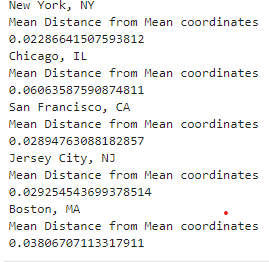 New York, NY
Mean Distance from Mean coordinates
0.02286641507593812
Chicago, IL
Mean Distance from Mean coordinates
0.06063587590874811
San Francisco, CA
Mean Distance from Mean coordinates
0.02894763088182857
Jersey City, NJ
Mean Distance from Mean coordinates
0.029254543699378514
Boston, MA
Mean Distance from Mean coordinates
0.03806707113317911